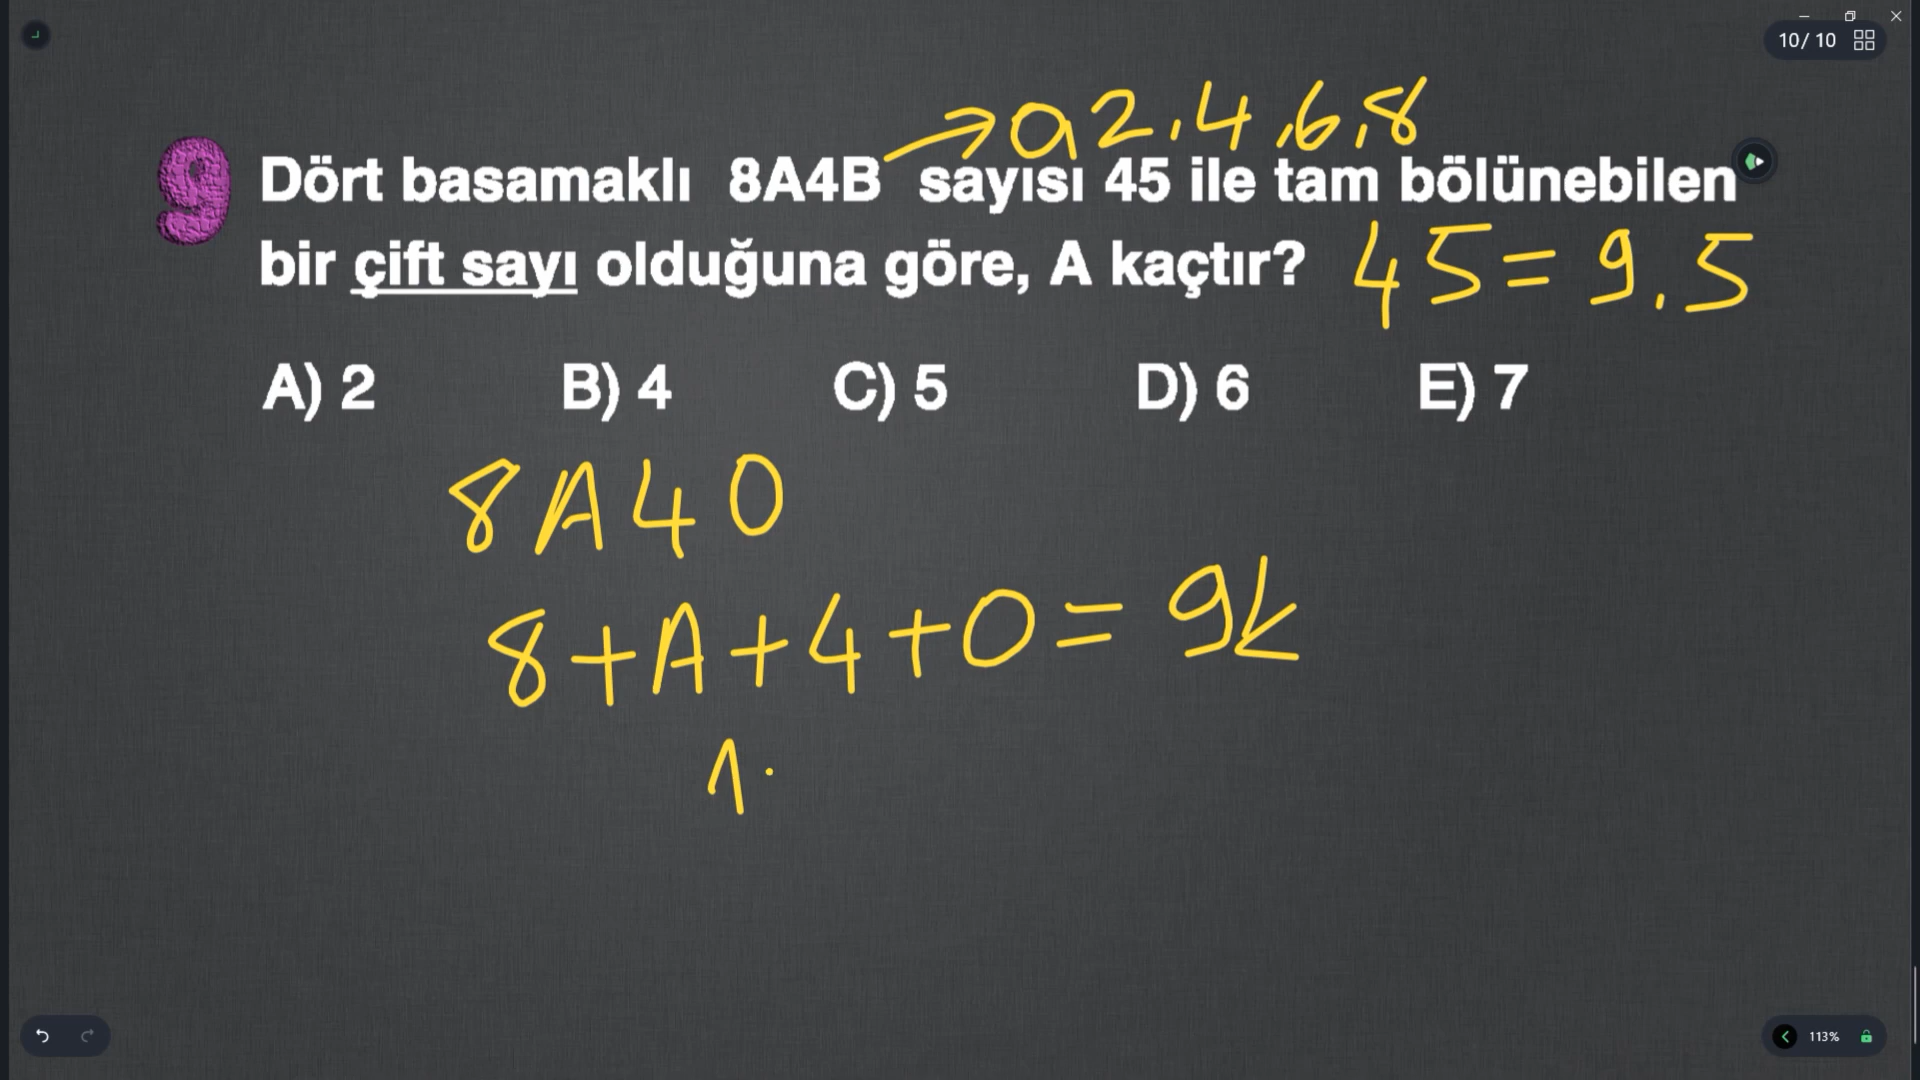 10/ 10
0 2,4,6,8
9 Dört basamaklı 8A4B sayısı 45 ile tam bölünebilen
bir çift sayı olduğuna göre, A kaçtır? 45=9.5
A) 2 B) 4 C) 5 D) 6 E) 7
8A40
8+A+4+0=9k
1
113%